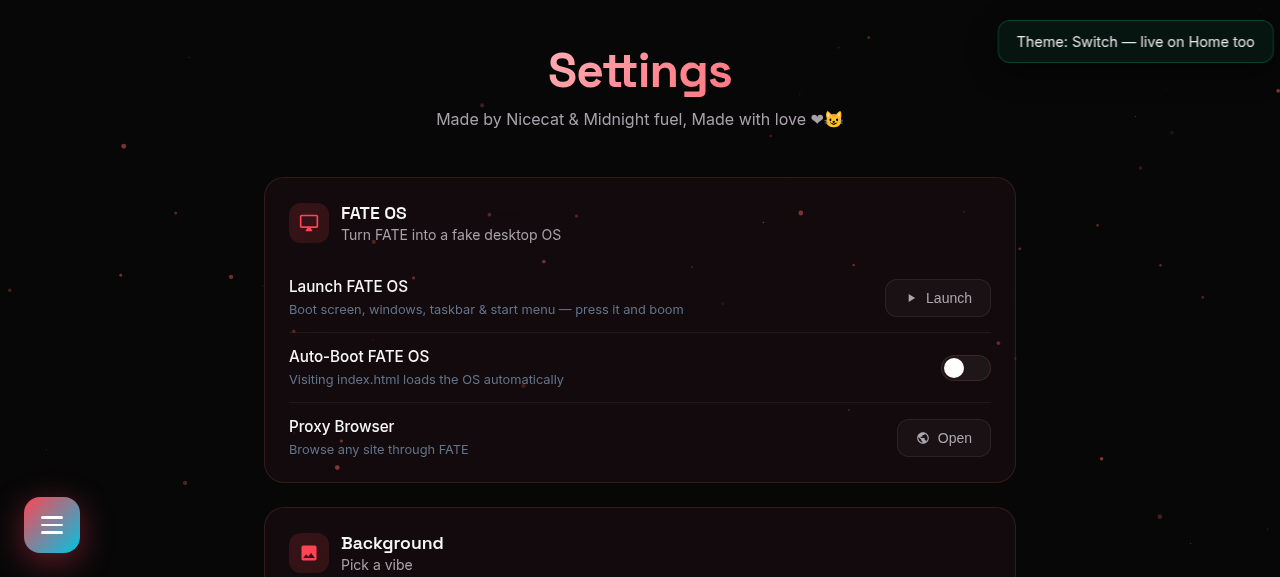 Theme: Switch — live on Home too
Settings
Made by Nicecat & Midnight fuel, Made with love ❤😺
FATE OS
Turn FATE into a fake desktop OS
Launch FATE OS
Boot screen, windows, taskbar & start menu — press it and boom
Launch
Auto-Boot FATE OS
Visiting index.html loads the OS automatically
Proxy Browser
Browse any site through FATE
Open
Background
Pick a vibe